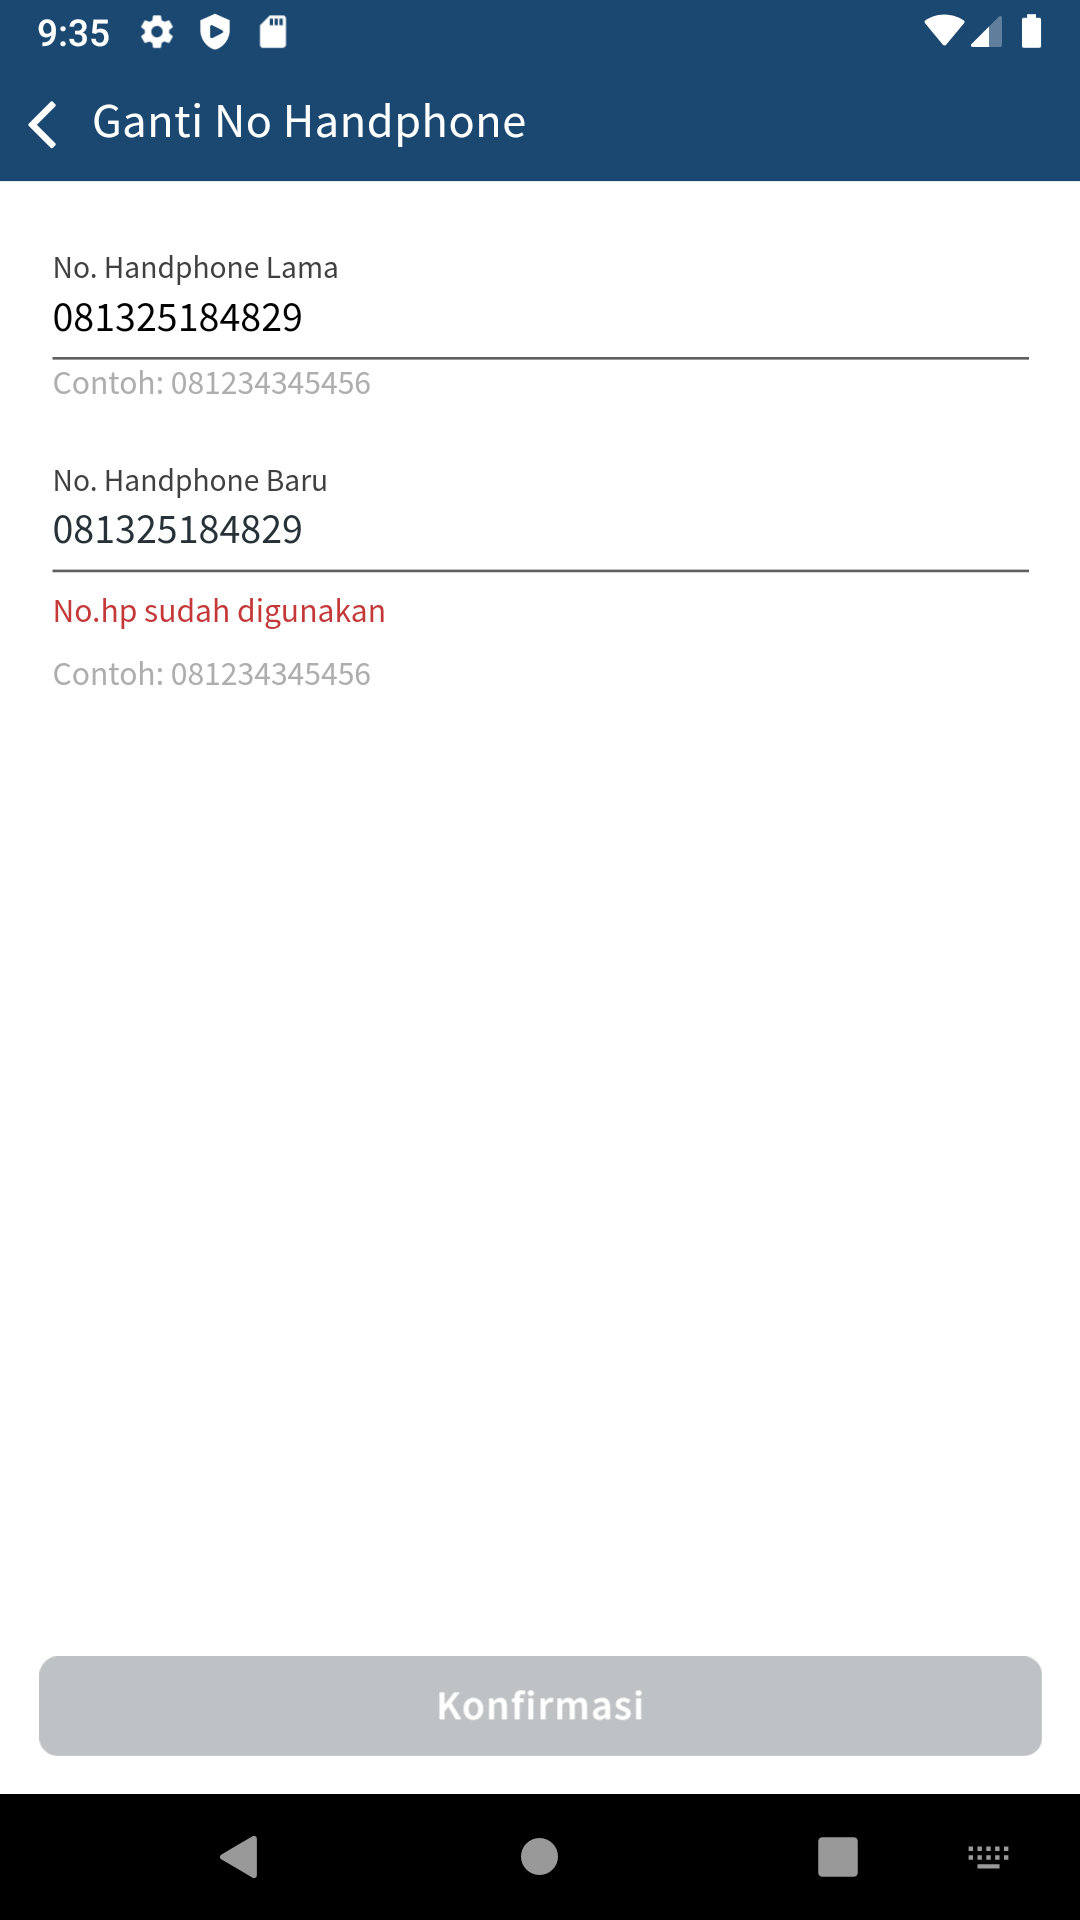 9:35
Ganti No Handphone
No. Handphone Lama
081325184829
Contoh: 081234345456
No. Handphone Baru
081325184829
No.hp sudah digunakan
Contoh: 081234345456
Konfirmasi